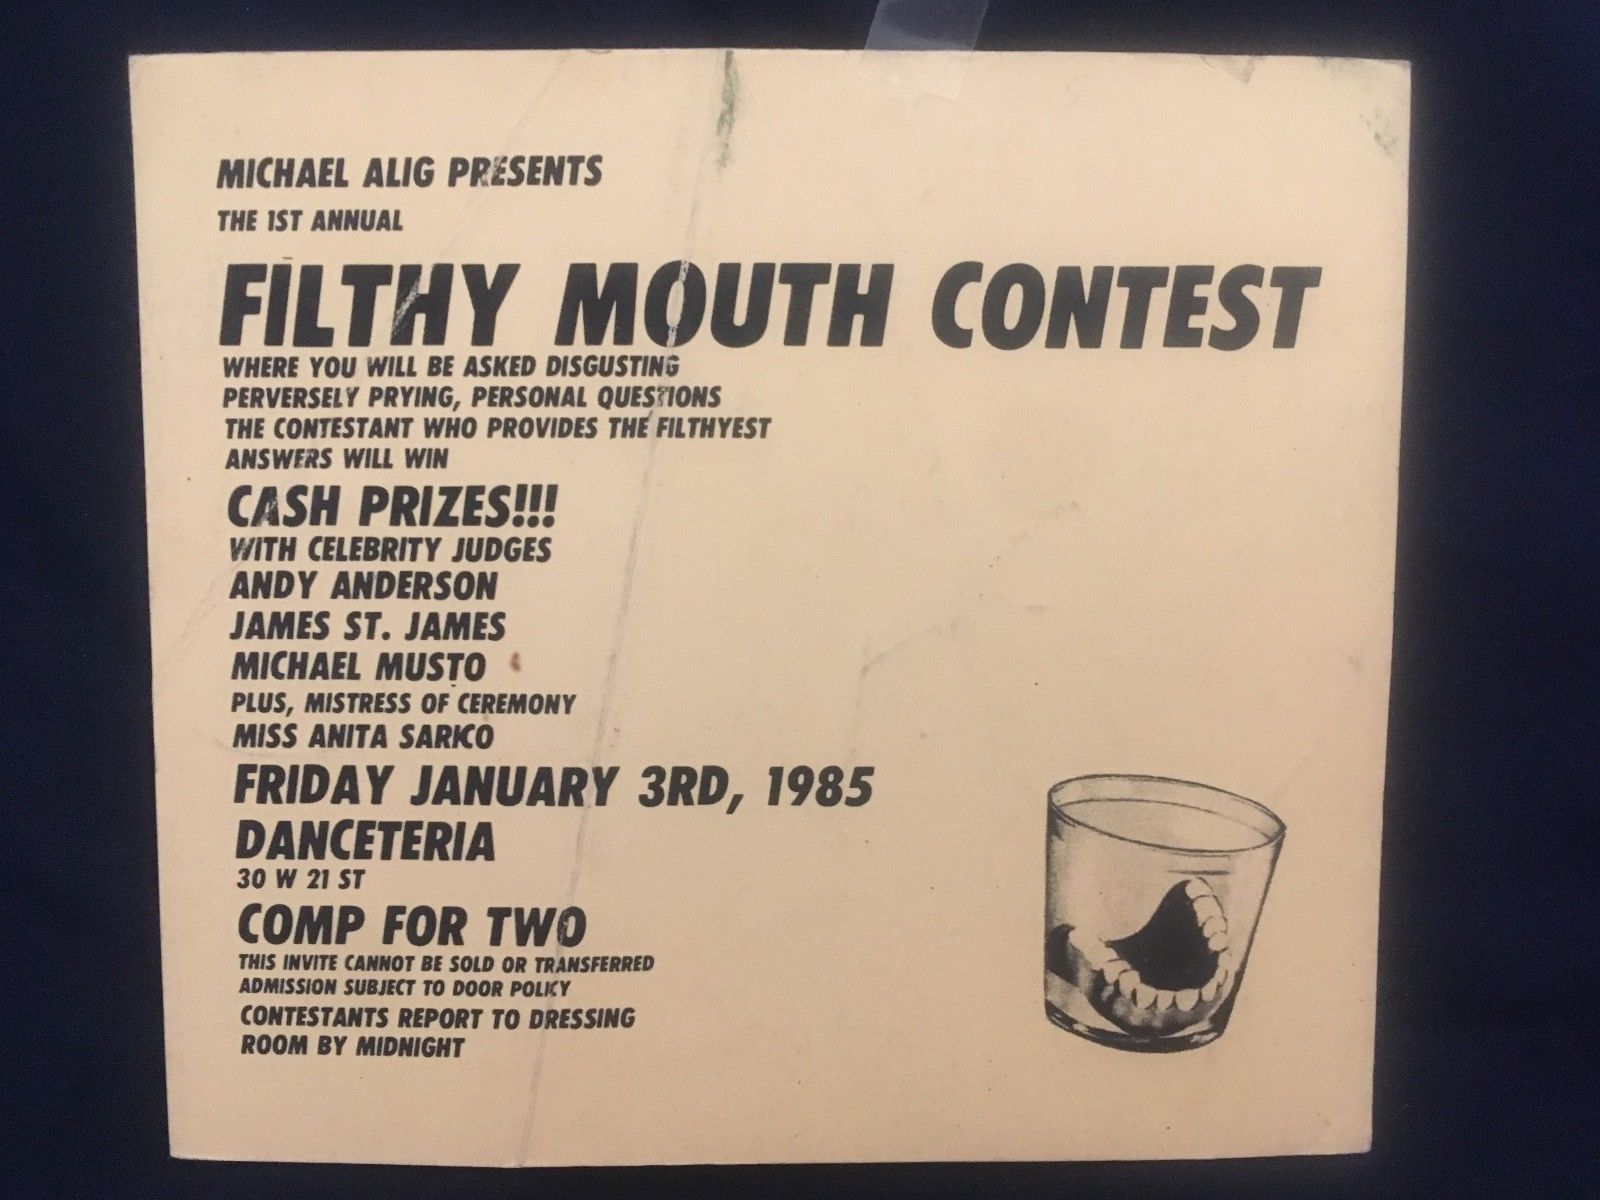 MICHAEL ALIG PRESENTS
THE 1ST ANNUAL
FILTHY MOUTH CONTEST
WHERE YOU WILL BE ASKED DISGUSTING
PERVERSELY PRYING, PERSONAL QUESTIONS
THE CONTESTANT WHO PROVIDES THE FILTHYEST
ANSWERS WILL WIN
CASH PRIZES!!!
WITH CELEBRITY JUDGES
ANDY ANDERSON
JAMES ST. JAMES
MICHAEL MUSTO
PLUS, MISTRESS OF CEREMONY
MISS ANITA SARKO
FRIDAY JANUARY 3RD, 1985
DANCETERIA
30 W 21 ST
COMP FOR TWO
THIS INVITE CANNOT BE SOLD OR TRANSFERRED
ADMISSION SUBJECT TO DOOR POLICY
CONTESTANTS REPORT TO DRESSING
ROOM BY MIDNIGHT